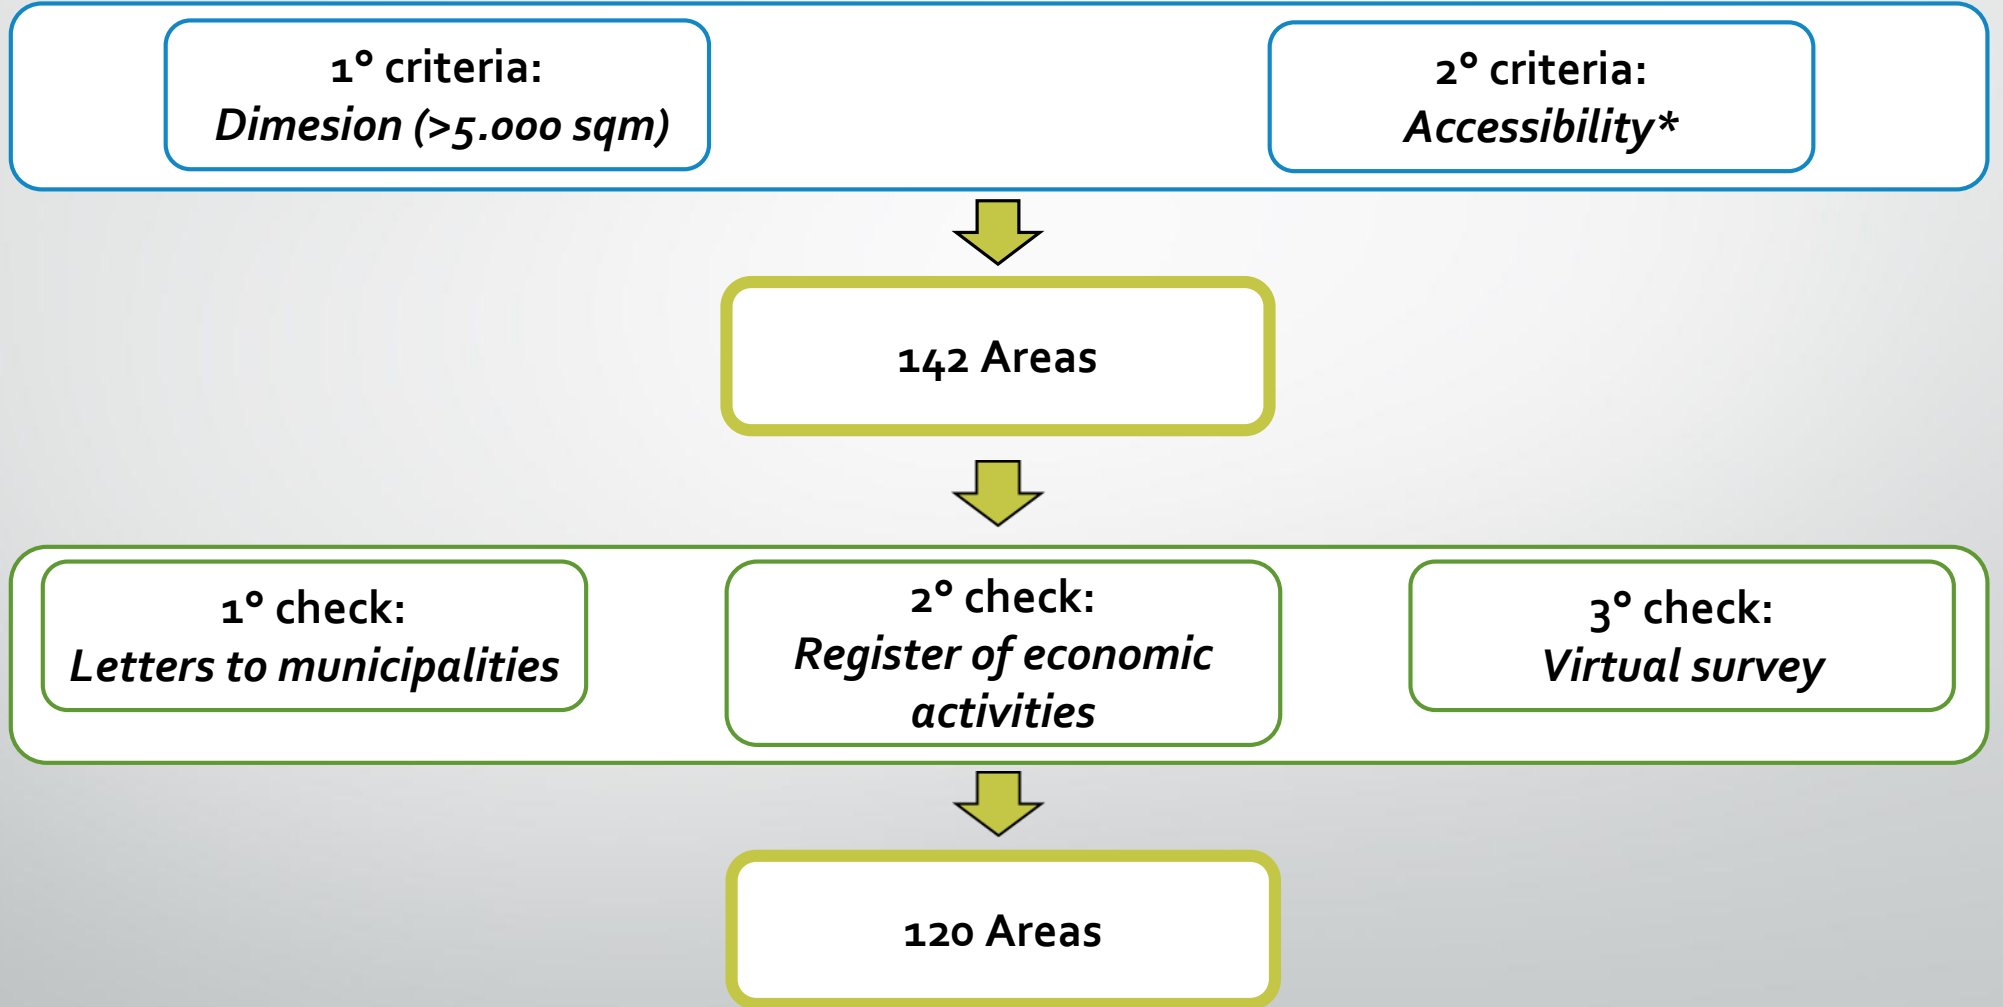 1° criteria:
Dimesion (>5.000 sqm)
2° criteria:
Accessibility*
142 Areas
1° check:
Letters to municipalities
2° check:
Register of economic
activities
3° check:
Virtual survey
120 Areas